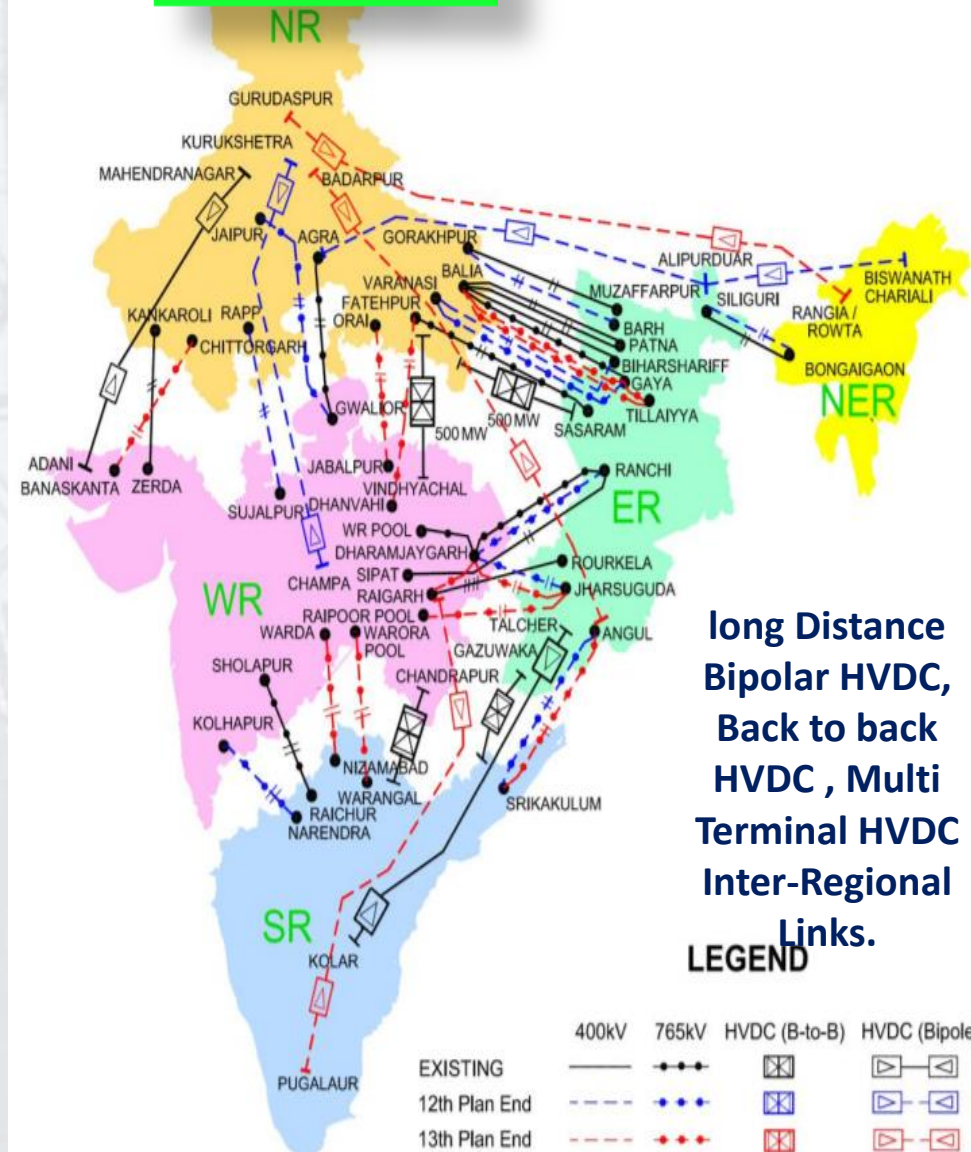 NR
GURUDASPUR
KURUKSHETRA
MAHENDRANAGAR
BADARPUR
JAIPUR
AGRA
GORAKHPUR
ALIPURDUAR
BALIA
BISWANATH
CHARIALI
VARANASI
MUZAFFARPUR
SILIGURI
FATEHPUR
RANGIA /
ROWTA
KANKAROLI
RAPP
ORAI
BARH
PATNA
CHITTORGARH
BIHARSHARIFF
BONGAIGAON
GAYA
NER
GWALIOR
TILLAIYYA
500 MW
500 MW
SASARAM
ADANI
JABALPUR
RANCHI
BANASKANTA
ZERDA
VINDHYACHAL
SUJALPUR
DHANVAHI
ER
WR POOL
DHARAMJAYGARH
ROURKELA
CHAMPA
SIPAT
JHARSUGUDA
WR
RAIGARH
RAIPOOR POOL
TALCHER
WARDA
WARORA
POOL
ANGUL
GAZUWAKA
SHOLAPUR
CHANDRAPUR
KOLHAPUR
NIZAMABAD
WARANGAL
SRIKAKULUM
RAICHUR
NARENDRA
SR
KOLAR
PUGALAUR
long Distance
Bipolar HVDC,
Back to back
HVDC , Multi
Terminal HVDC
Inter-Regional
Links.
LEGEND
400kV 765kV HVDC (B-to-B) HVDC (Bipole
EXISTING
12th Plan End
13th Plan End